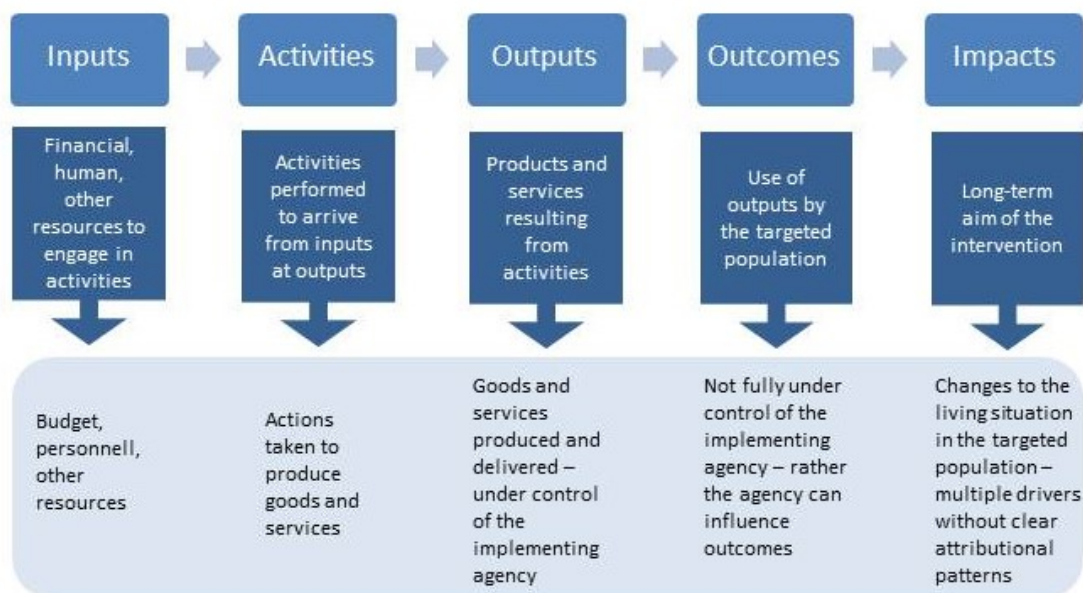 Inputs
Activities
Outputs
Outcomes
Impacts
Financial,
human,
other
resources to
engage in
activities
Activities
performed
to arrive
from inputs
at outputs
Products and
services
resulting
from
activities
Use of
outputs by
the targeted
population
Long-term
aim of the
intervention
Budget,
personnell,
other
resources
Actions
taken to
produce
goods and
services
Goods and
services
produced and
delivered –
under control
of the
implementing
agency
Not fully under
control of the
implementing
agency – rather
the agency can
influence
outcomes
Changes to the
living situation
in the targeted
population –
multiple drivers
without clear
attributional
patterns